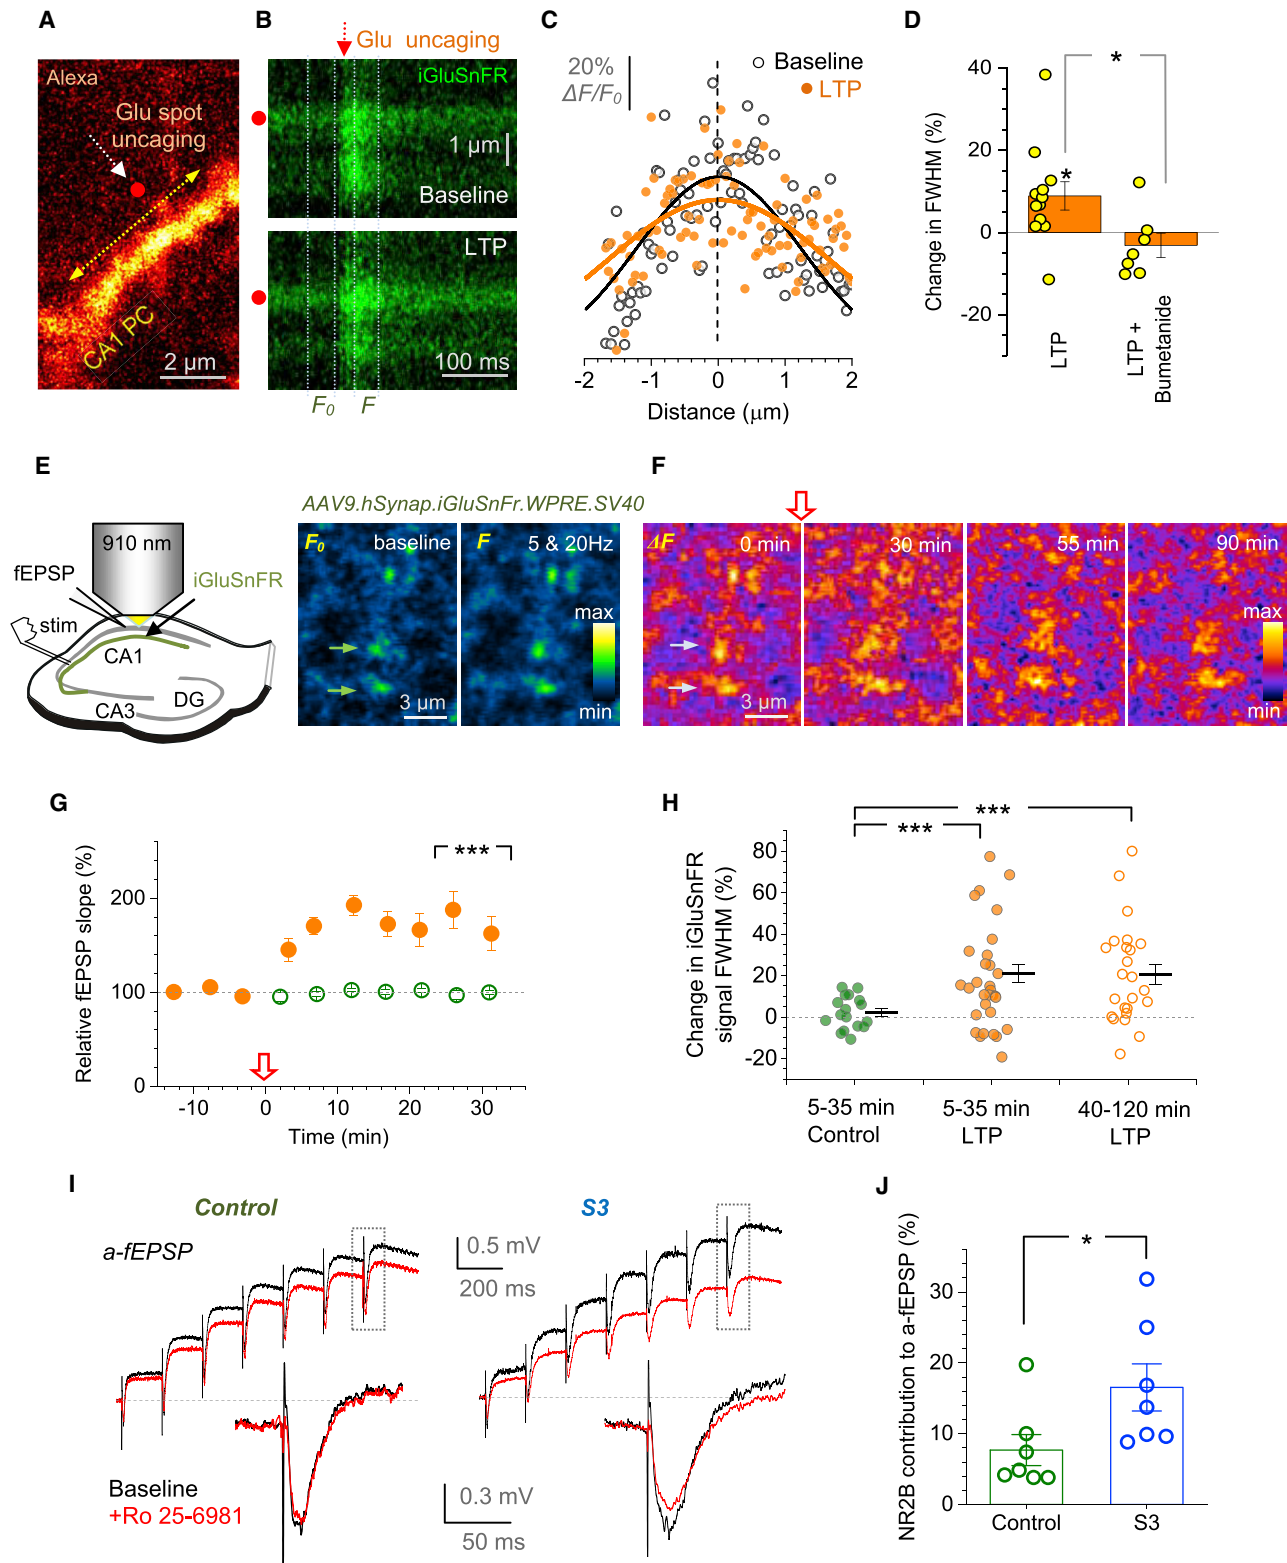 A
Alexa
Glu spot
uncaging
CA1 PC
2 µm
B
Glu uncaging
iGluSnFR
1 µm
Baseline
LTP
100 ms
F0
F
C
20%
ΔF/F0
Baseline
LTP
-2
-1
0
1
2
Distance (µm)
D
*
Change in FWHM (%)
40
20
0
-20
*
LTP
LTP +
Bumetanide
E
910 nm
fEPSP
iGluSnFR
stim
CA1
CA3
DG
AAV9.hSynap.iGluSnFr.WPRE.SV40
F0
baseline
F
5 & 20Hz
max
min
3 µm
F
ΔF
0 min
30 min
55 min
90 min
max
min
3 µm
G
Relative fEPSP slope (%)
200
100
0
***
-10
0
10
20
30
Time (min)
H
***
***
Change in iGluSnFR
signal FWHM (%)
80
60
40
20
0
-20
5-35 min
Control
5-35 min
LTP
40-120 min
LTP
I
Control
S3
a-fEPSP
0.5 mV
200 ms
Baseline
+Ro 25-6981
0.3 mV
50 ms
J
NR2B contribution to a-fEPSP (%)
*
30
20
10
0
Control
S3